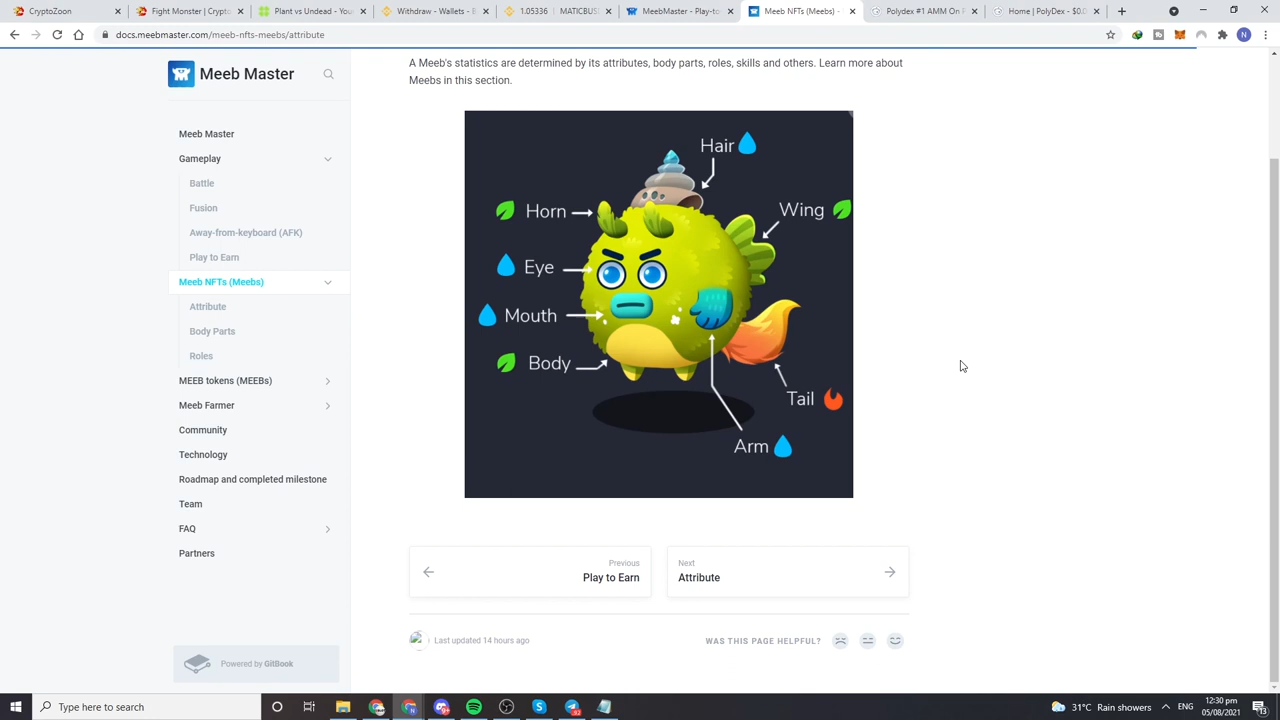 CryptoZoon
Fight Monster | Crypto
Plant vs Undead - You
Withdraw - Wallets - B
1.05336 | MATICBUS
MeebMaster - Play-to
Meeb NFTs (Meebs) -
Polydex #1 AMM On P
Home | PolyDex - $0.0
docs.meebmaster.com/meeb-nfts-meebs/attribute
N
Meeb Master
Meeb Master
Gameplay
Battle
Fusion
Away-from-keyboard (AFK)
Play to Earn
Meeb NFTs (Meebs)
Attribute
Body Parts
Roles
MEEB tokens (MEEBs)
Meeb Farmer
Community
Technology
Roadmap and completed milestone
Team
FAQ
Partners
Powered by GitBook
A Meeb's statistics are determined by its attributes, body parts, roles, skills and others. Learn more about
Meebs in this section.
Hair
Horn
Wing
Eye
Mouth
Body
Tail
Arm
Previous
Play to Earn
Next
Attribute
Last updated 14 hours ago
WAS THIS PAGE HELPFUL?
Type here to search
31°C Rain showers
ENG
12:30 pm
05/08/2021